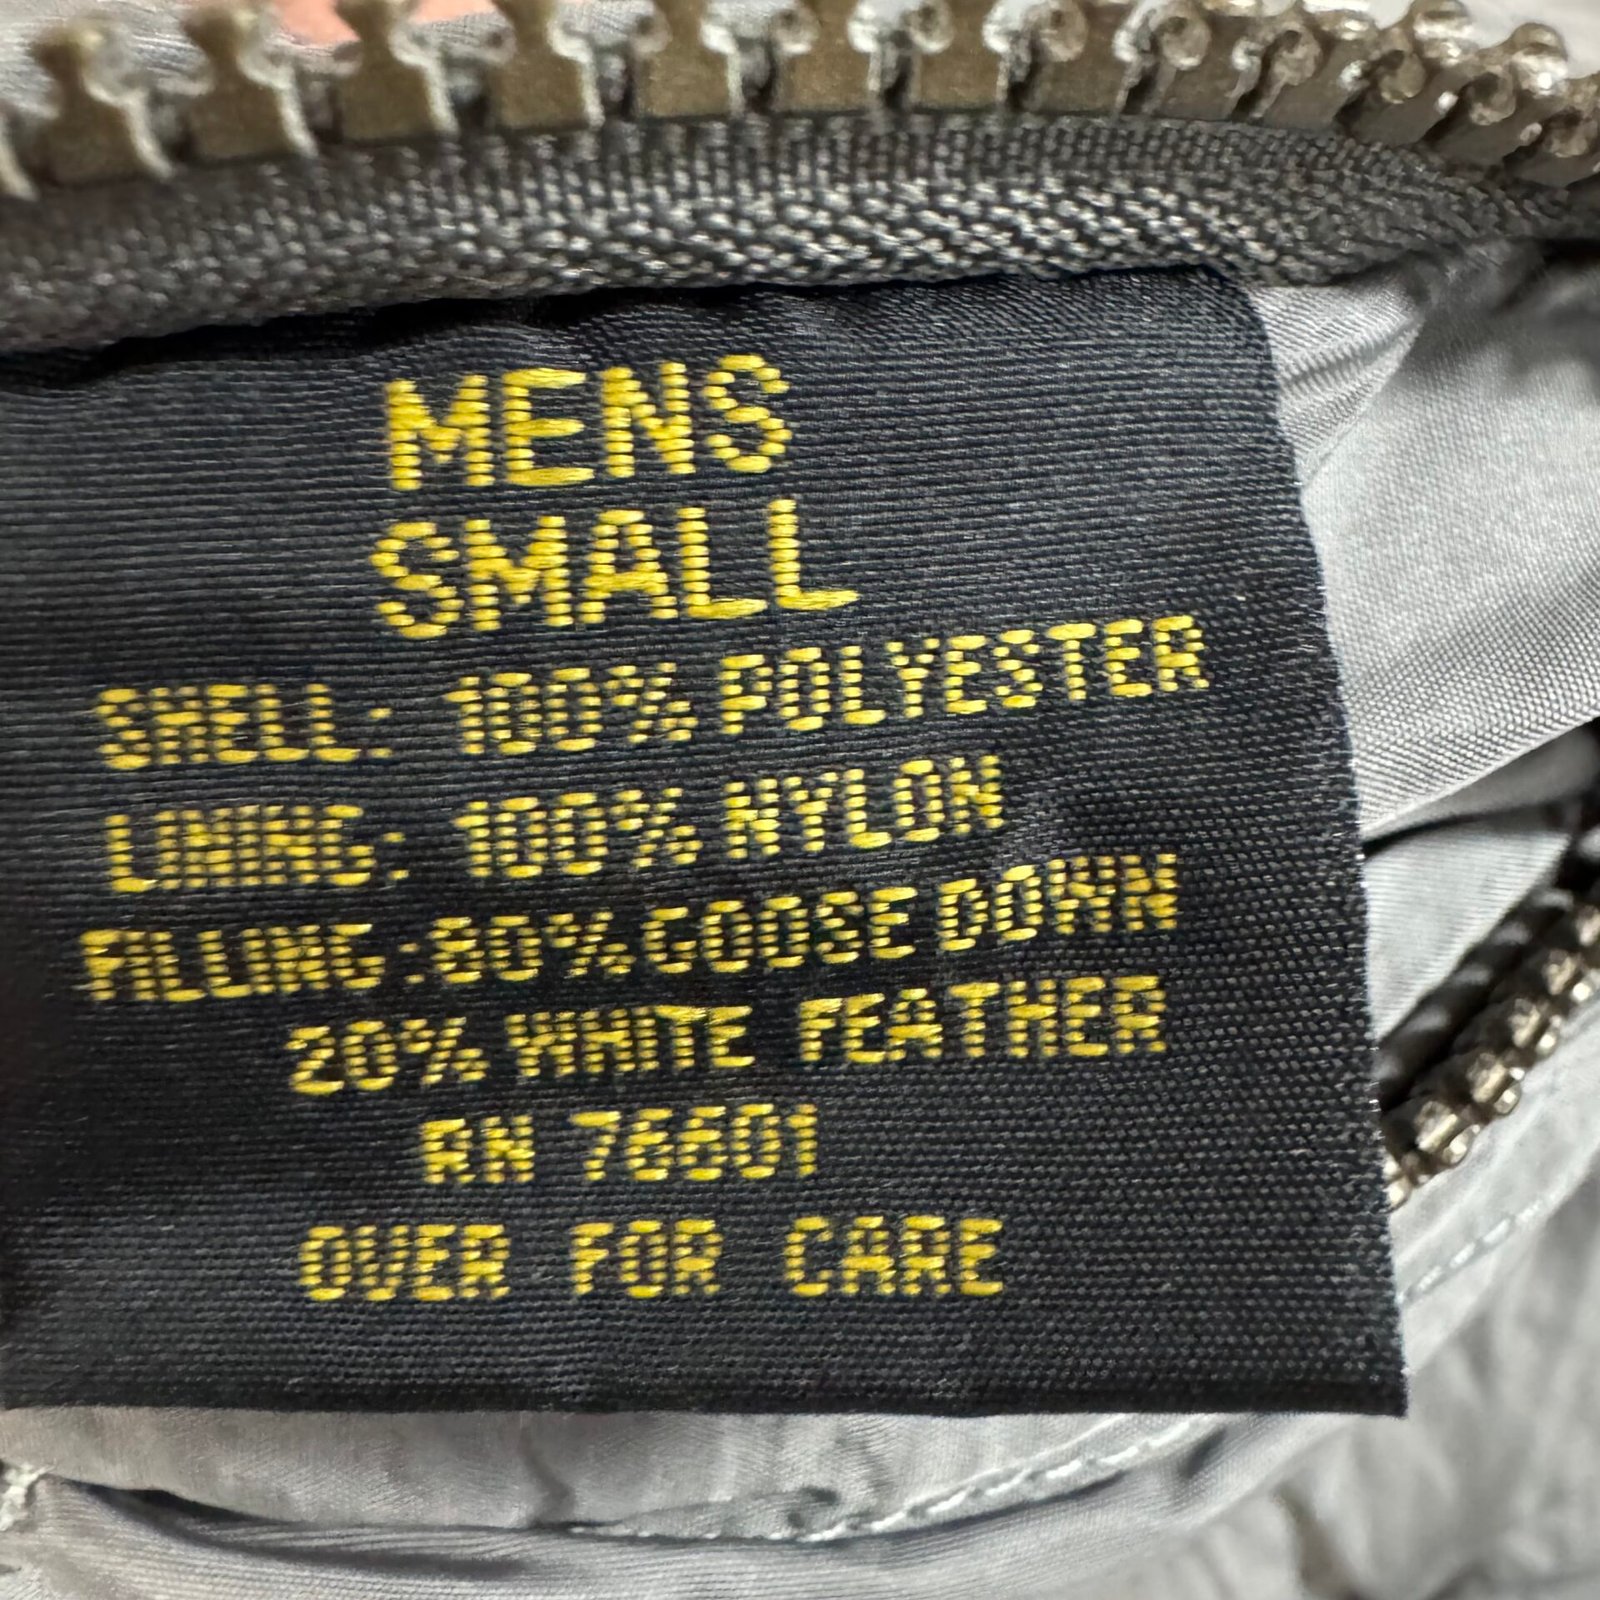 MENS
SMALL
SHELL: 100% POLYESTER
LINING: 100% NYLON
FILLING:80% GOOSE DOWN
20% WHITE FEATHER
RN 76601
OVER FOR CARE